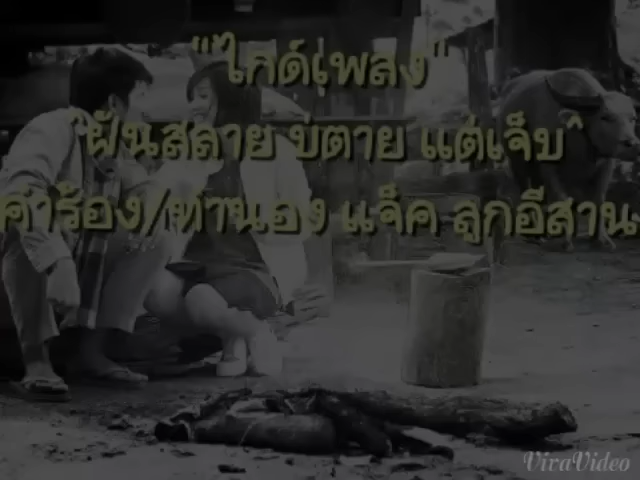 "ไกด์เพลง"
^ฝันสลาย บ่ตาย แต่เจ็บ^
คำร้อง/ทำนอง แจ็ค ลูกอีสาน
VivaVideo